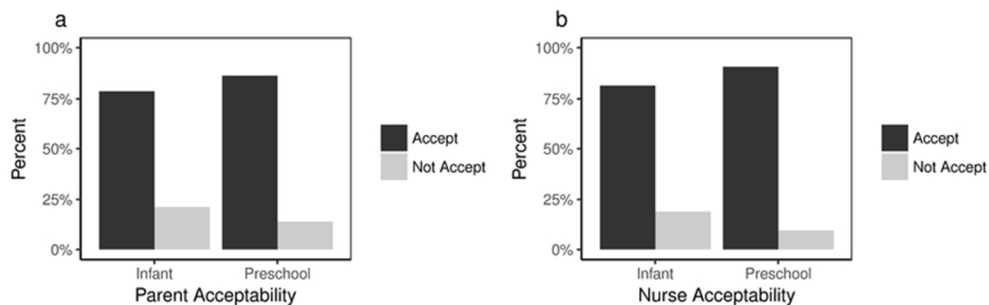 a
100%
75%
50%
25%
0%
Percent
Infant Preschool
Parent Acceptability
Accept
Not Accept
b
100%
75%
50%
25%
0%
Percent
Infant Preschool
Nurse Acceptability
Accept
Not Accept